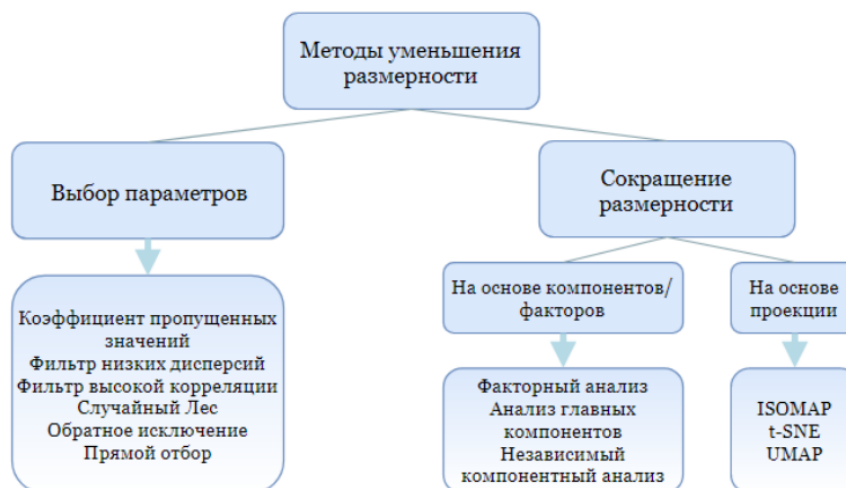 Методы уменьшения
размерности
Выбор параметров
Сокращение
размерности
На основе компонентов/
факторов
На основе
проекции
Коэффициент пропущенных
значений
Фильтр низких дисперсий
Фильтр высокой корреляции
Случайный Лес
Обратное исключение
Прямой отбор
Факторный анализ
Анализ главных
компонентов
Независимый
компонентный анализ
ISOMAP
t-SNE
UMAP